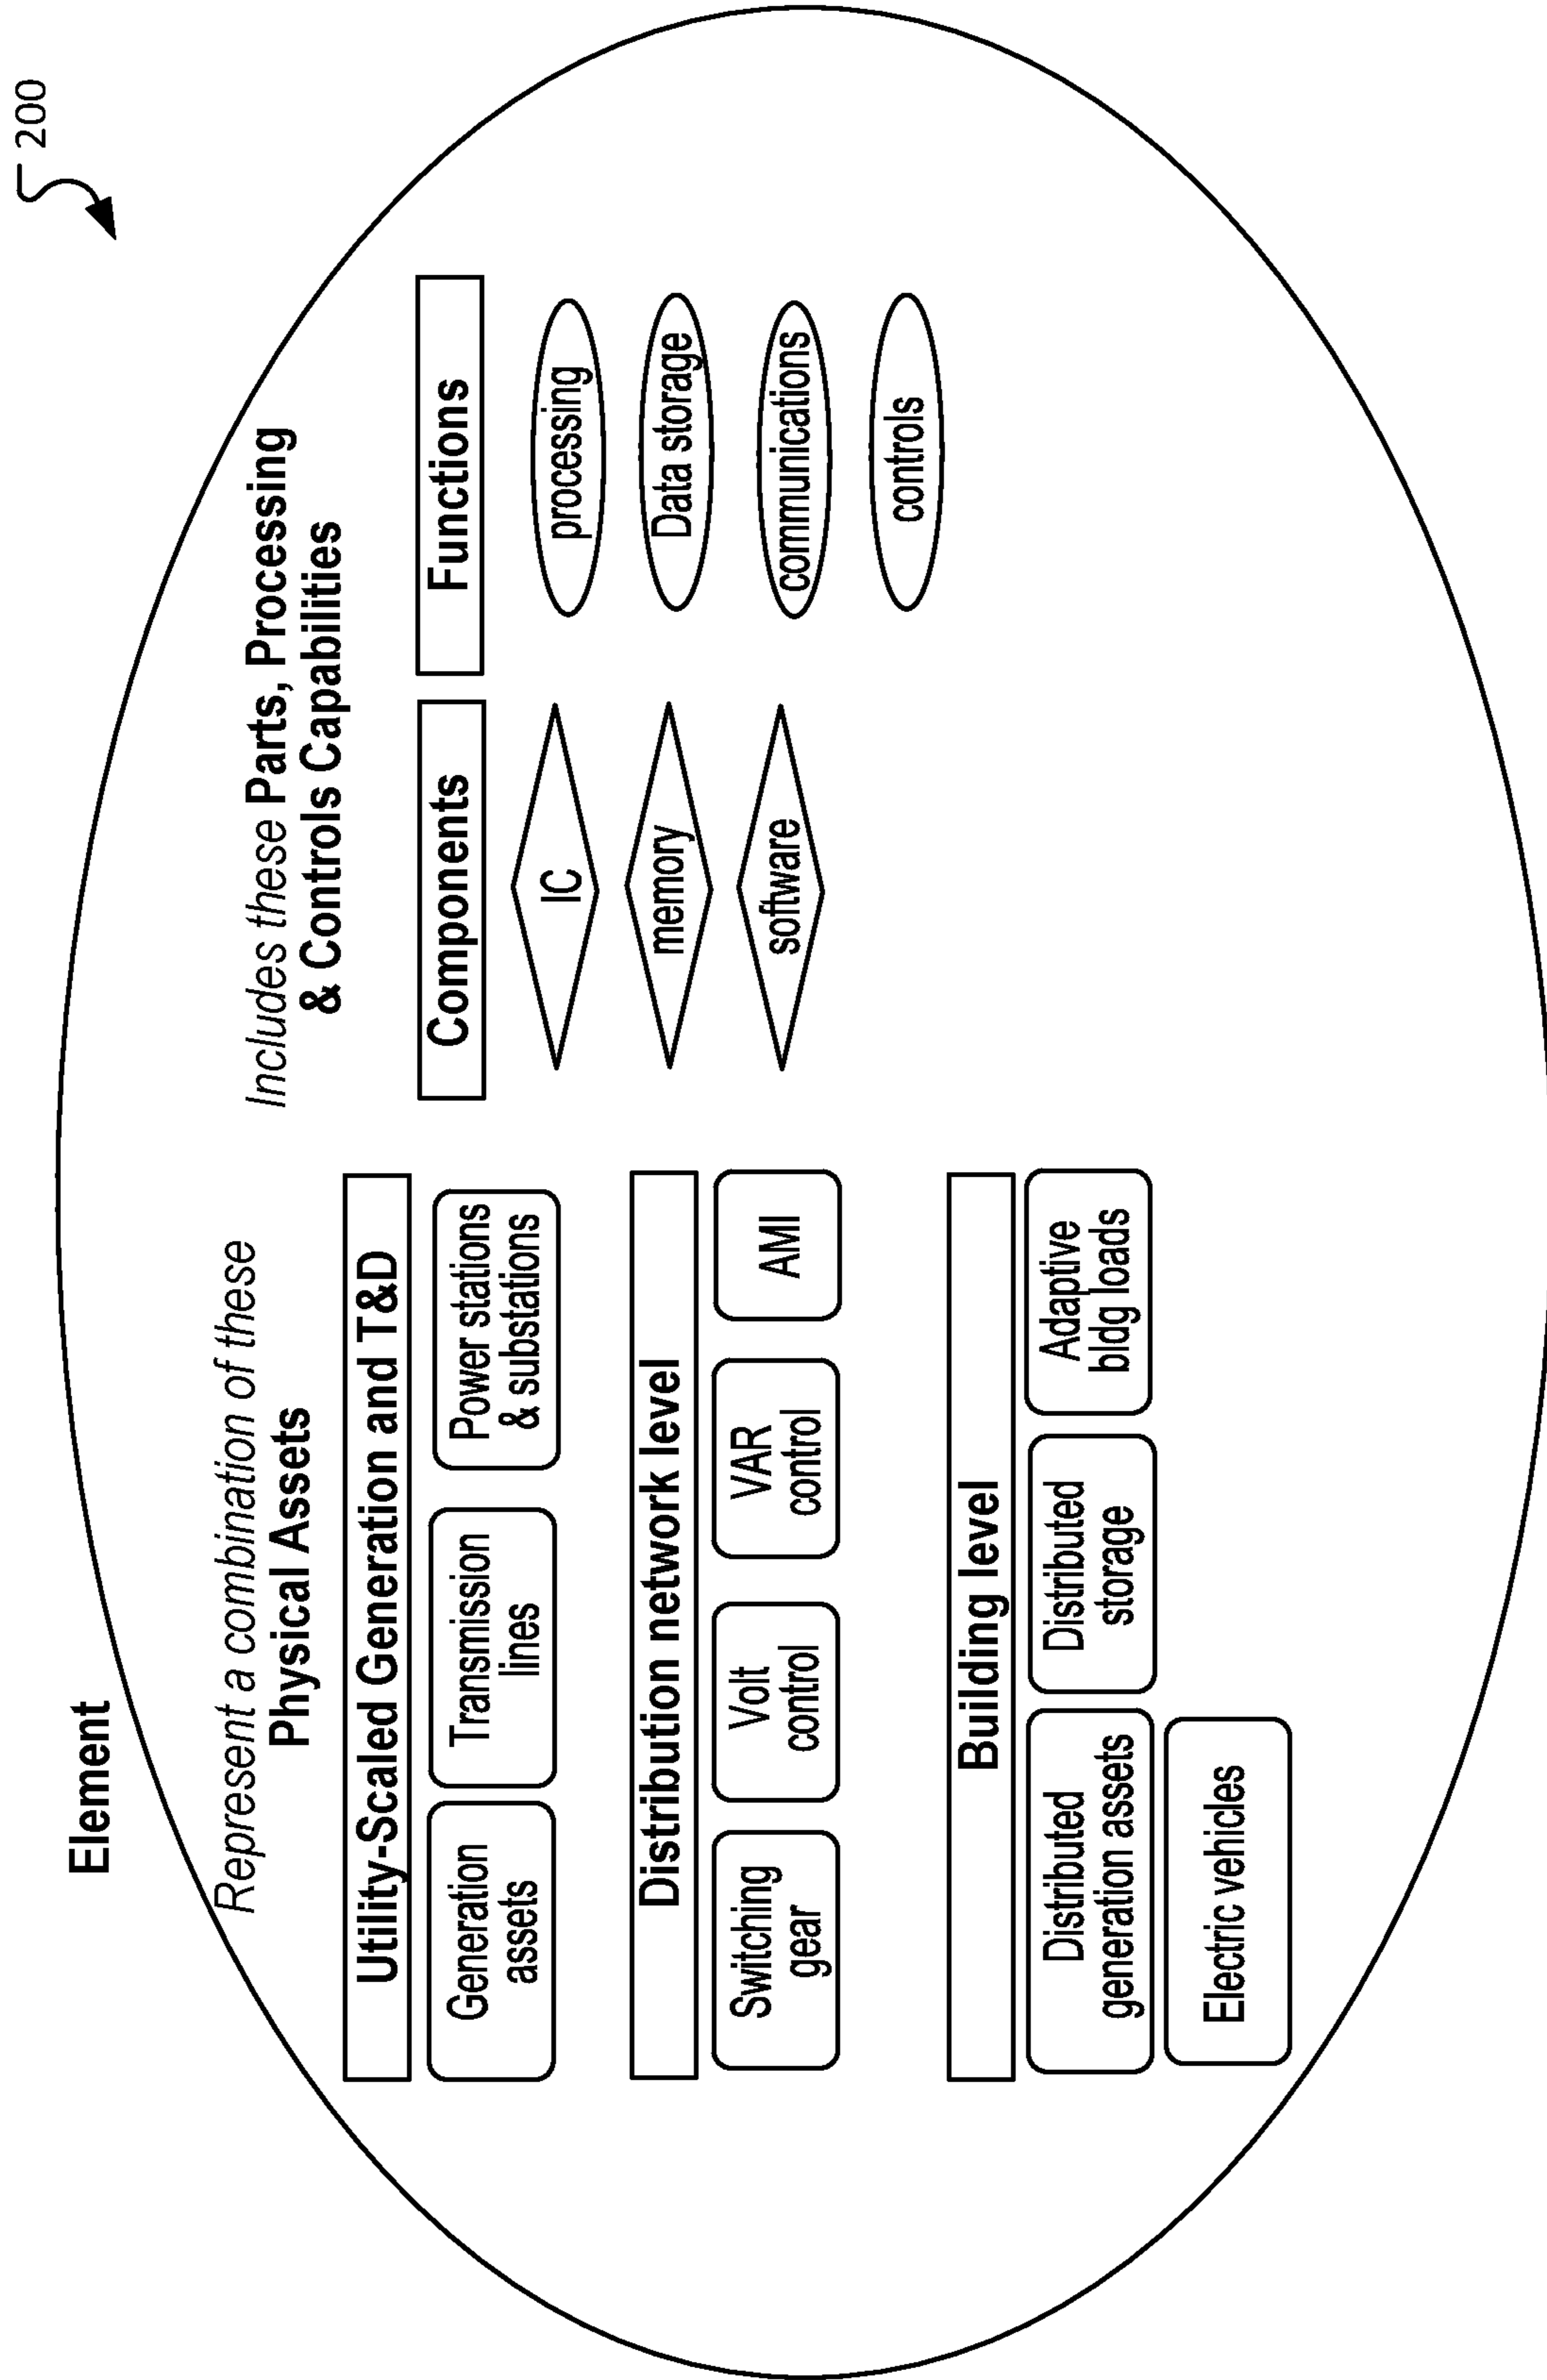 200
Element
Represent a combination of these
Physical Assets
Utility-Scaled Generation and T&D
Generation
assets
Transmission
lines
Power stations
& substations
Distribution network level
Switching
gear
Volt
control
VAR
control
AMI
Building level
Distributed
generation assets
Distributed
storage
Adaptive
bldg loads
Electric vehicles
Includes these Parts, Processing
& Controls Capabilities
Components
IC
memory
software
Functions
processing
Data storage
communications
controls